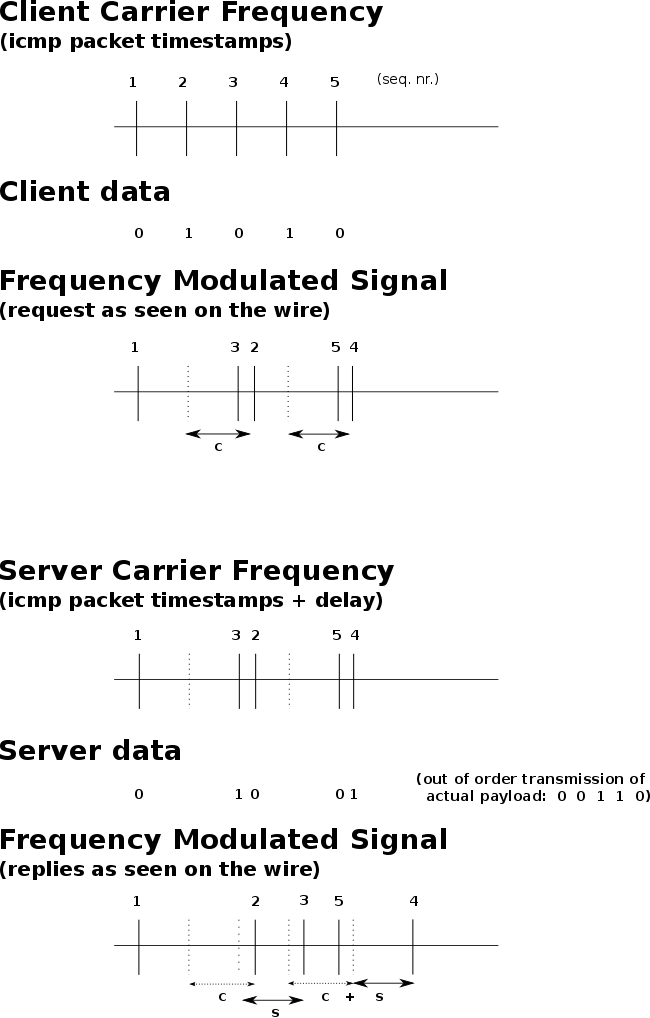 Client Carrier Frequency
(icmp packet timestamps)
1 2 3 4 5 (seq. nr.)
Client data
0 1 0 1 0
Frequency Modulated Signal
(request as seen on the wire)
1 3 2 5 4
c c
Server Carrier Frequency
(icmp packet timestamps + delay)
1 3 2 5 4
Server data
(out of order transmission of
0 1 0 0 1 actual payload: 0 0 1 1 0)
Frequency Modulated Signal
(replies as seen on the wire)
1 2 3 5 4
c c + s
s